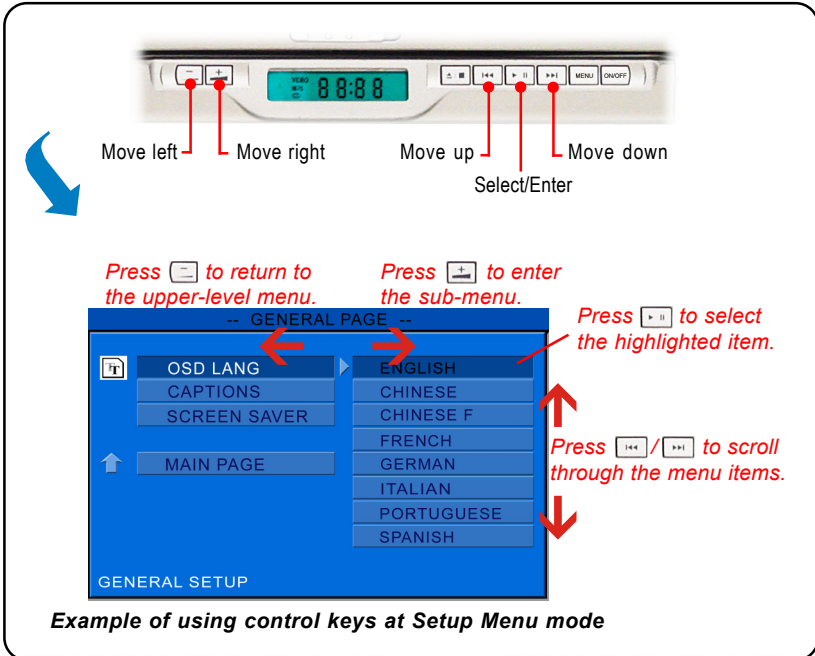 VIDEO
88:88
MENU ON/OFF
Move left Move right Move up Move down
Select/Enter
Press − to return to
the upper-level menu.
Press + to enter
the sub-menu.
Press to select
the highlighted item.
-- GENERAL PAGE --
OSD LANG ENGLISH
CAPTIONS CHINESE
SCREEN SAVER CHINESE F
FRENCH
MAIN PAGE GERMAN
ITALIAN
PORTUGUESE
SPANISH
Press / to scroll
through the menu items.
GENERAL SETUP
Example of using control keys at Setup Menu mode